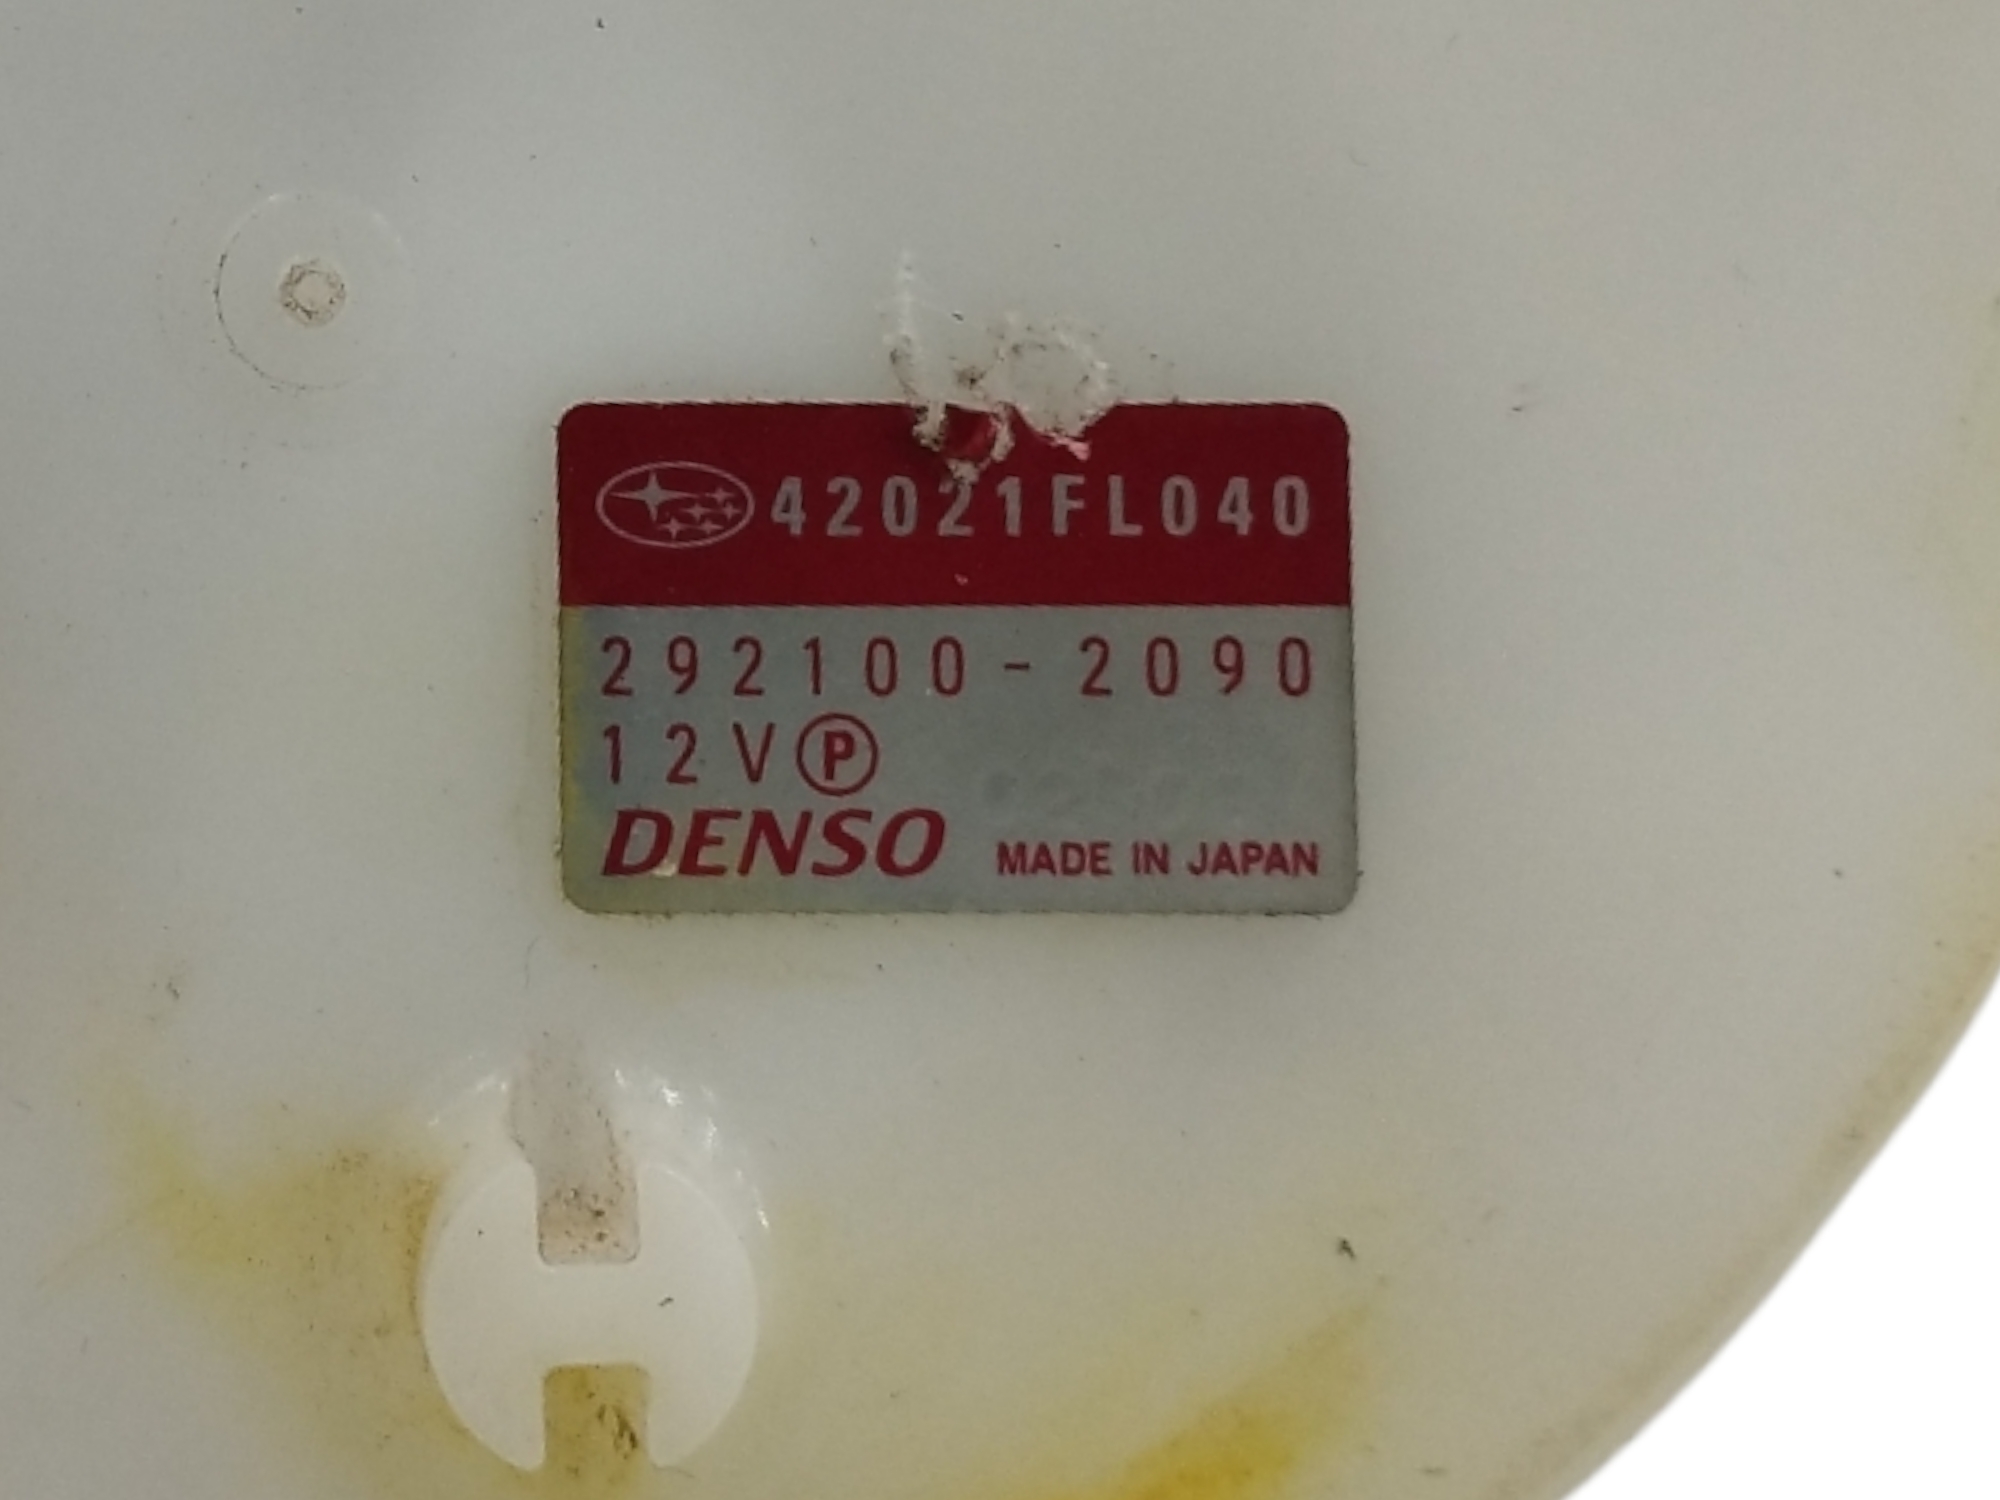 42021FL040
292100-2090
12V Ⓟ
DENSO MADE IN JAPAN